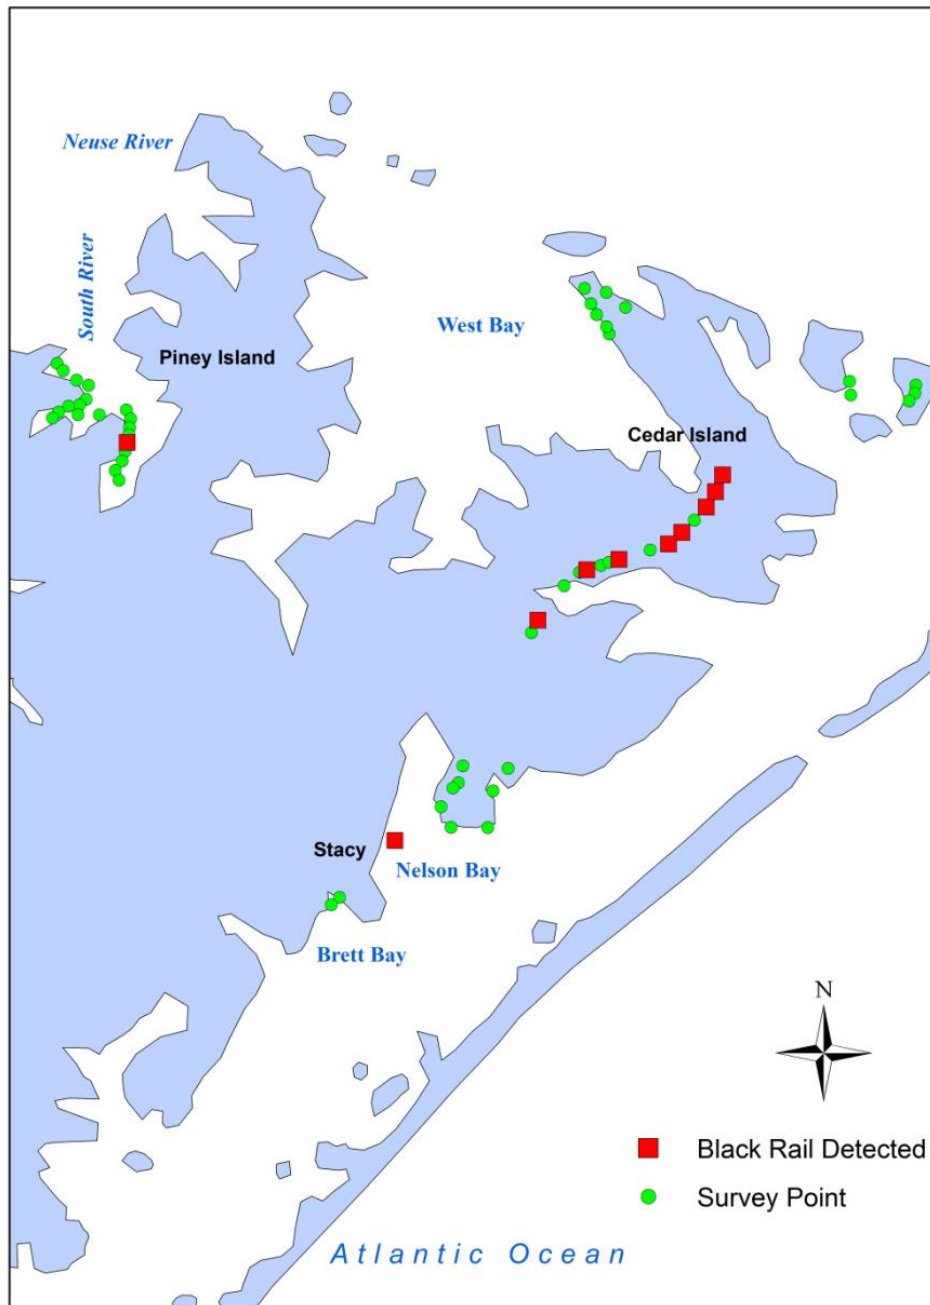 Neuse River
South River
West Bay
Piney Island
Cedar Island
Stacy
Nelson Bay
Brett Bay
N
Black Rail Detected
Survey Point
Atlantic Ocean